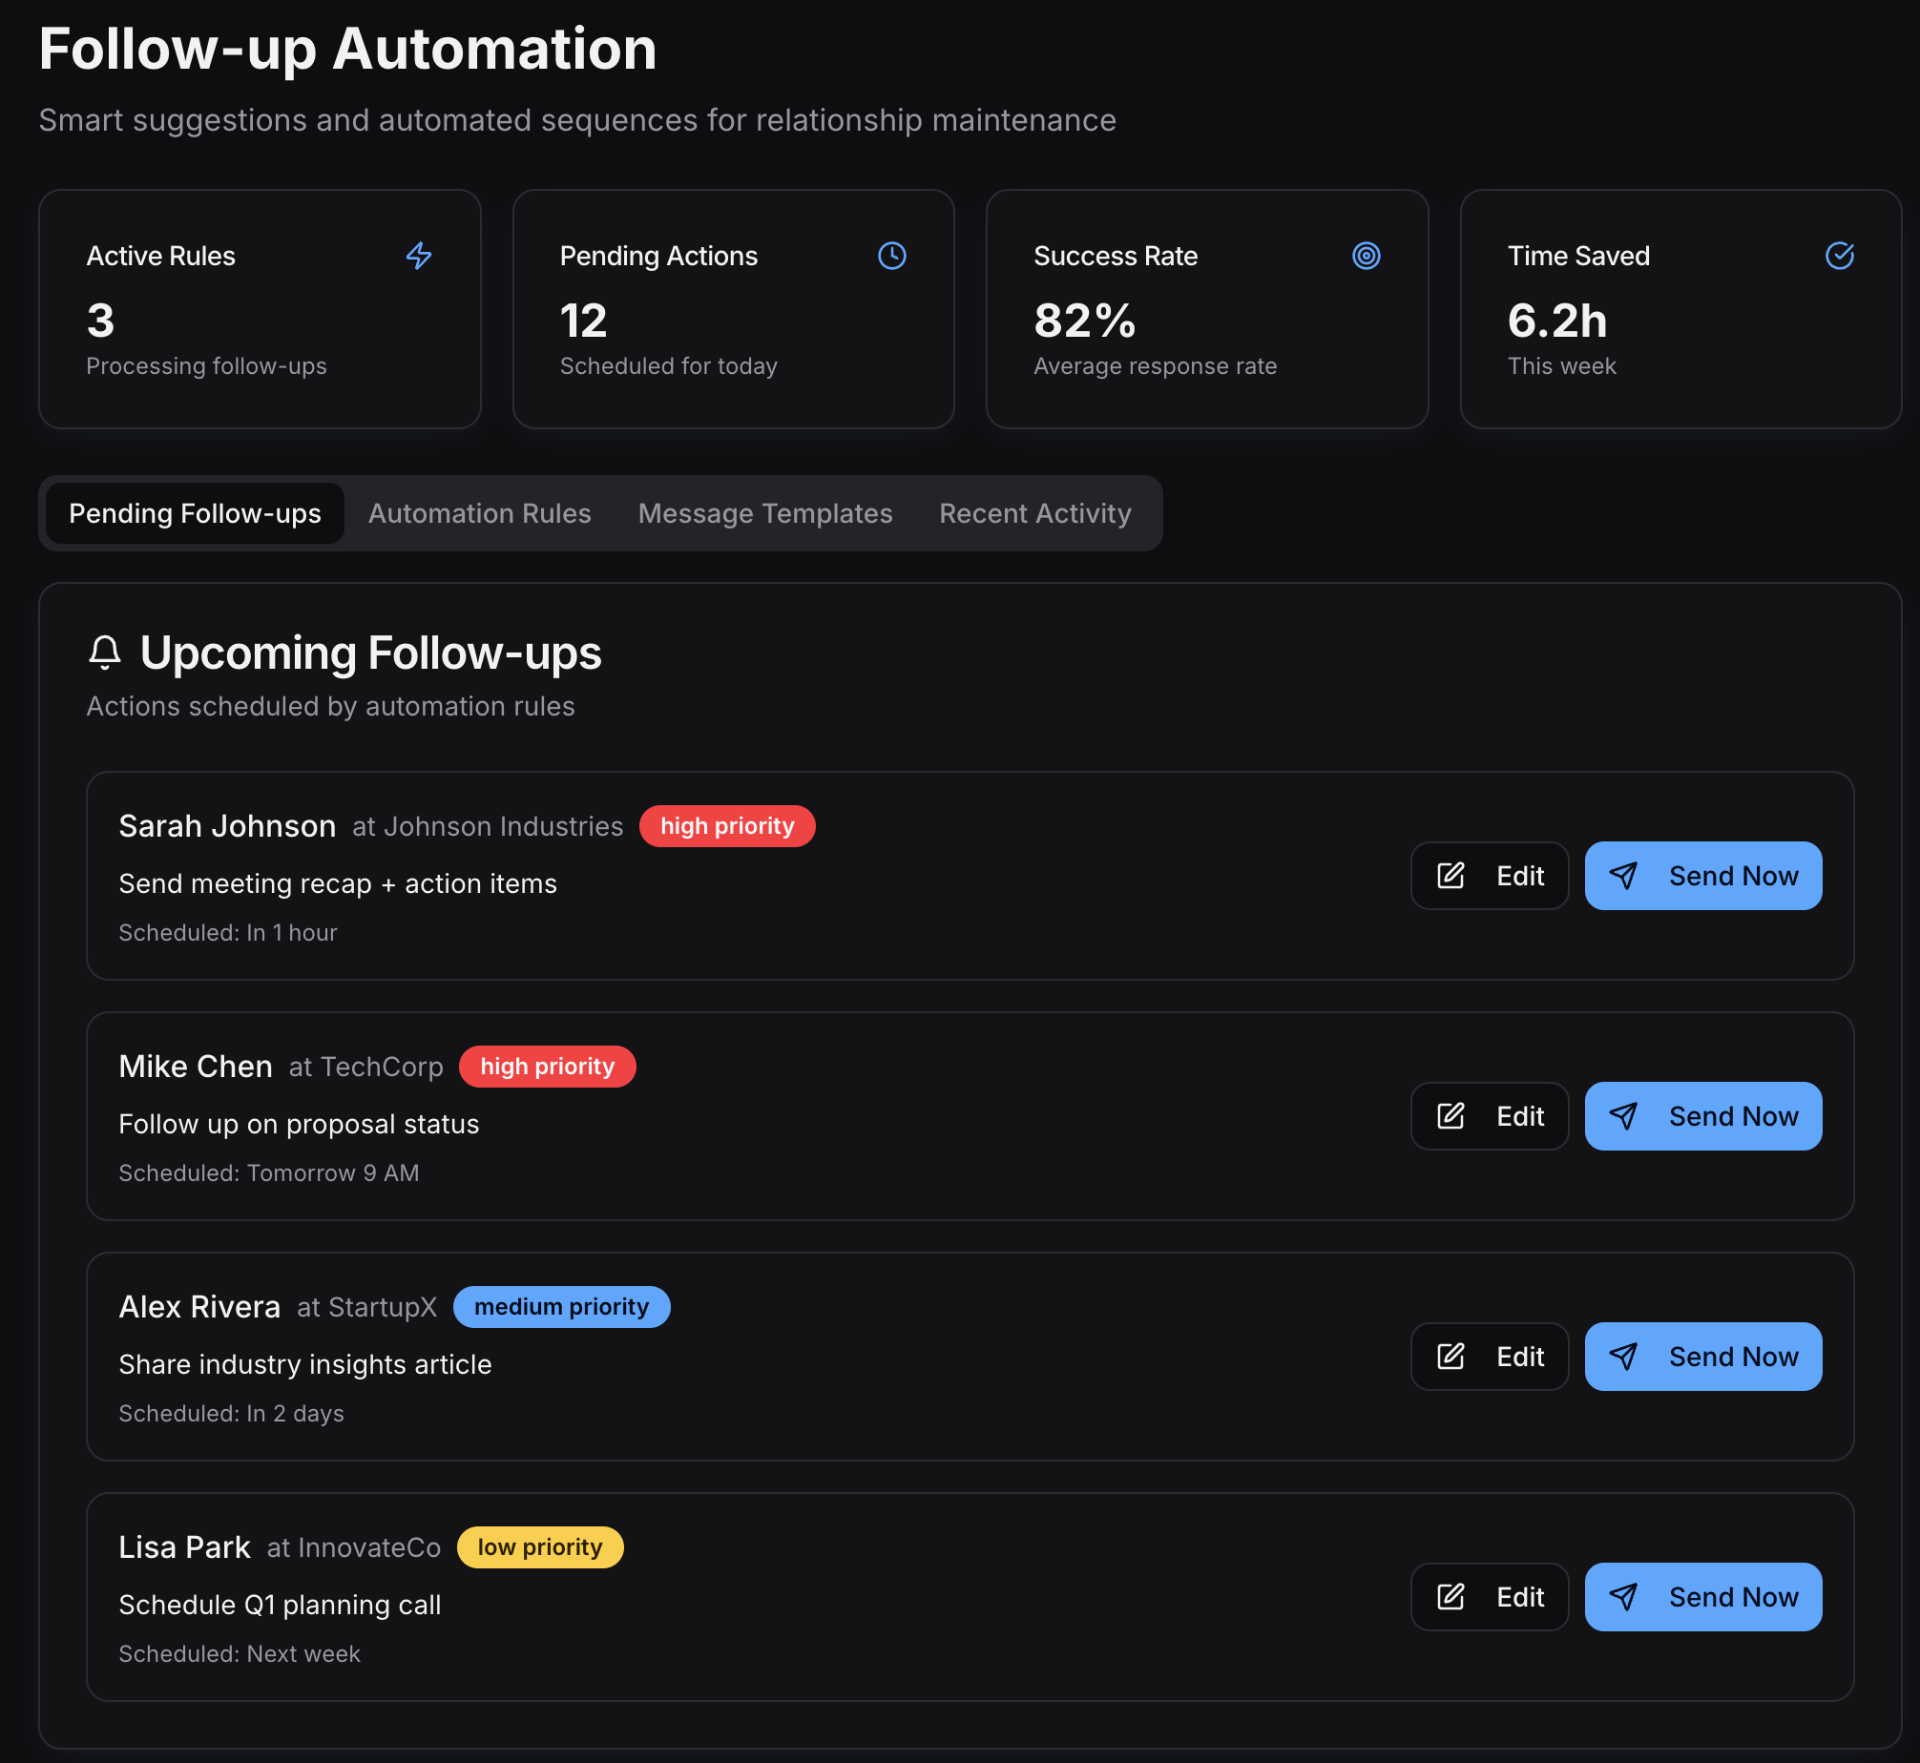 Follow-up Automation
Smart suggestions and automated sequences for relationship maintenance
Active Rules
3
Processing follow-ups
Pending Actions
12
Scheduled for today
Success Rate
82%
Average response rate
Time Saved
6.2h
This week
Pending Follow-ups Automation Rules Message Templates Recent Activity
Upcoming Follow-ups
Actions scheduled by automation rules
Sarah Johnson at Johnson Industries high priority
Send meeting recap + action items
Scheduled: In 1 hour
Edit Send Now
Mike Chen at TechCorp high priority
Follow up on proposal status
Scheduled: Tomorrow 9 AM
Edit Send Now
Alex Rivera at StartupX medium priority
Share industry insights article
Scheduled: In 2 days
Edit Send Now
Lisa Park at InnovateCo low priority
Schedule Q1 planning call
Scheduled: Next week
Edit Send Now